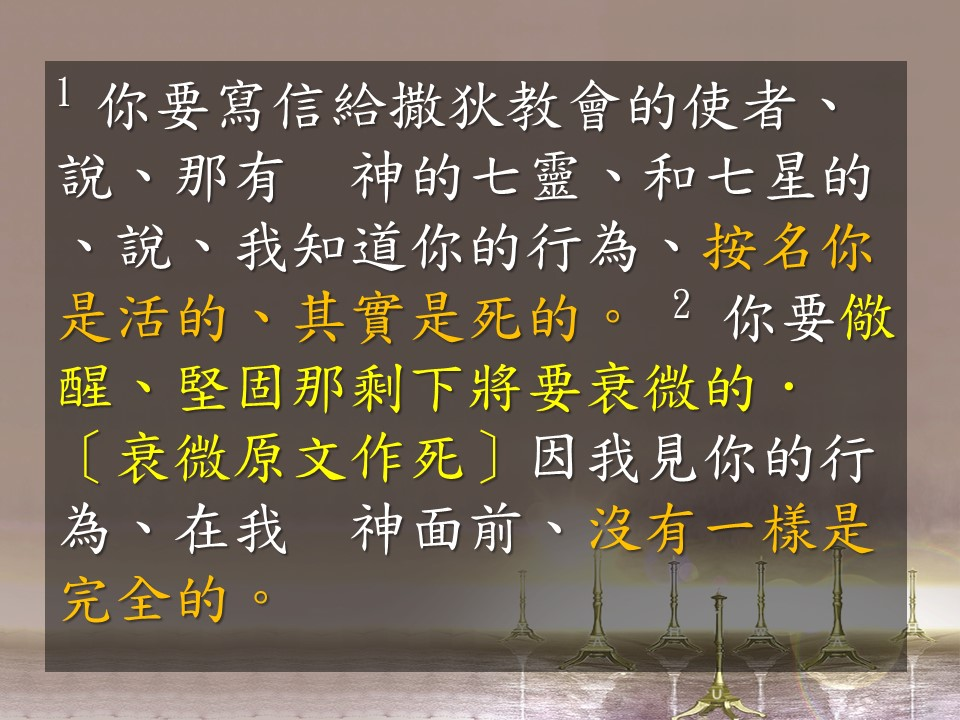 1 你要寫信給撒狄教會的使者、
說、那有　神的七靈、和七星的
、說、我知道你的行為、按名你
是活的、其實是死的。 2 你要儆
醒、堅固那剩下將要衰微的．
〔衰微原文作死〕因我見你的行
為、在我　神面前、沒有一樣是
完全的。